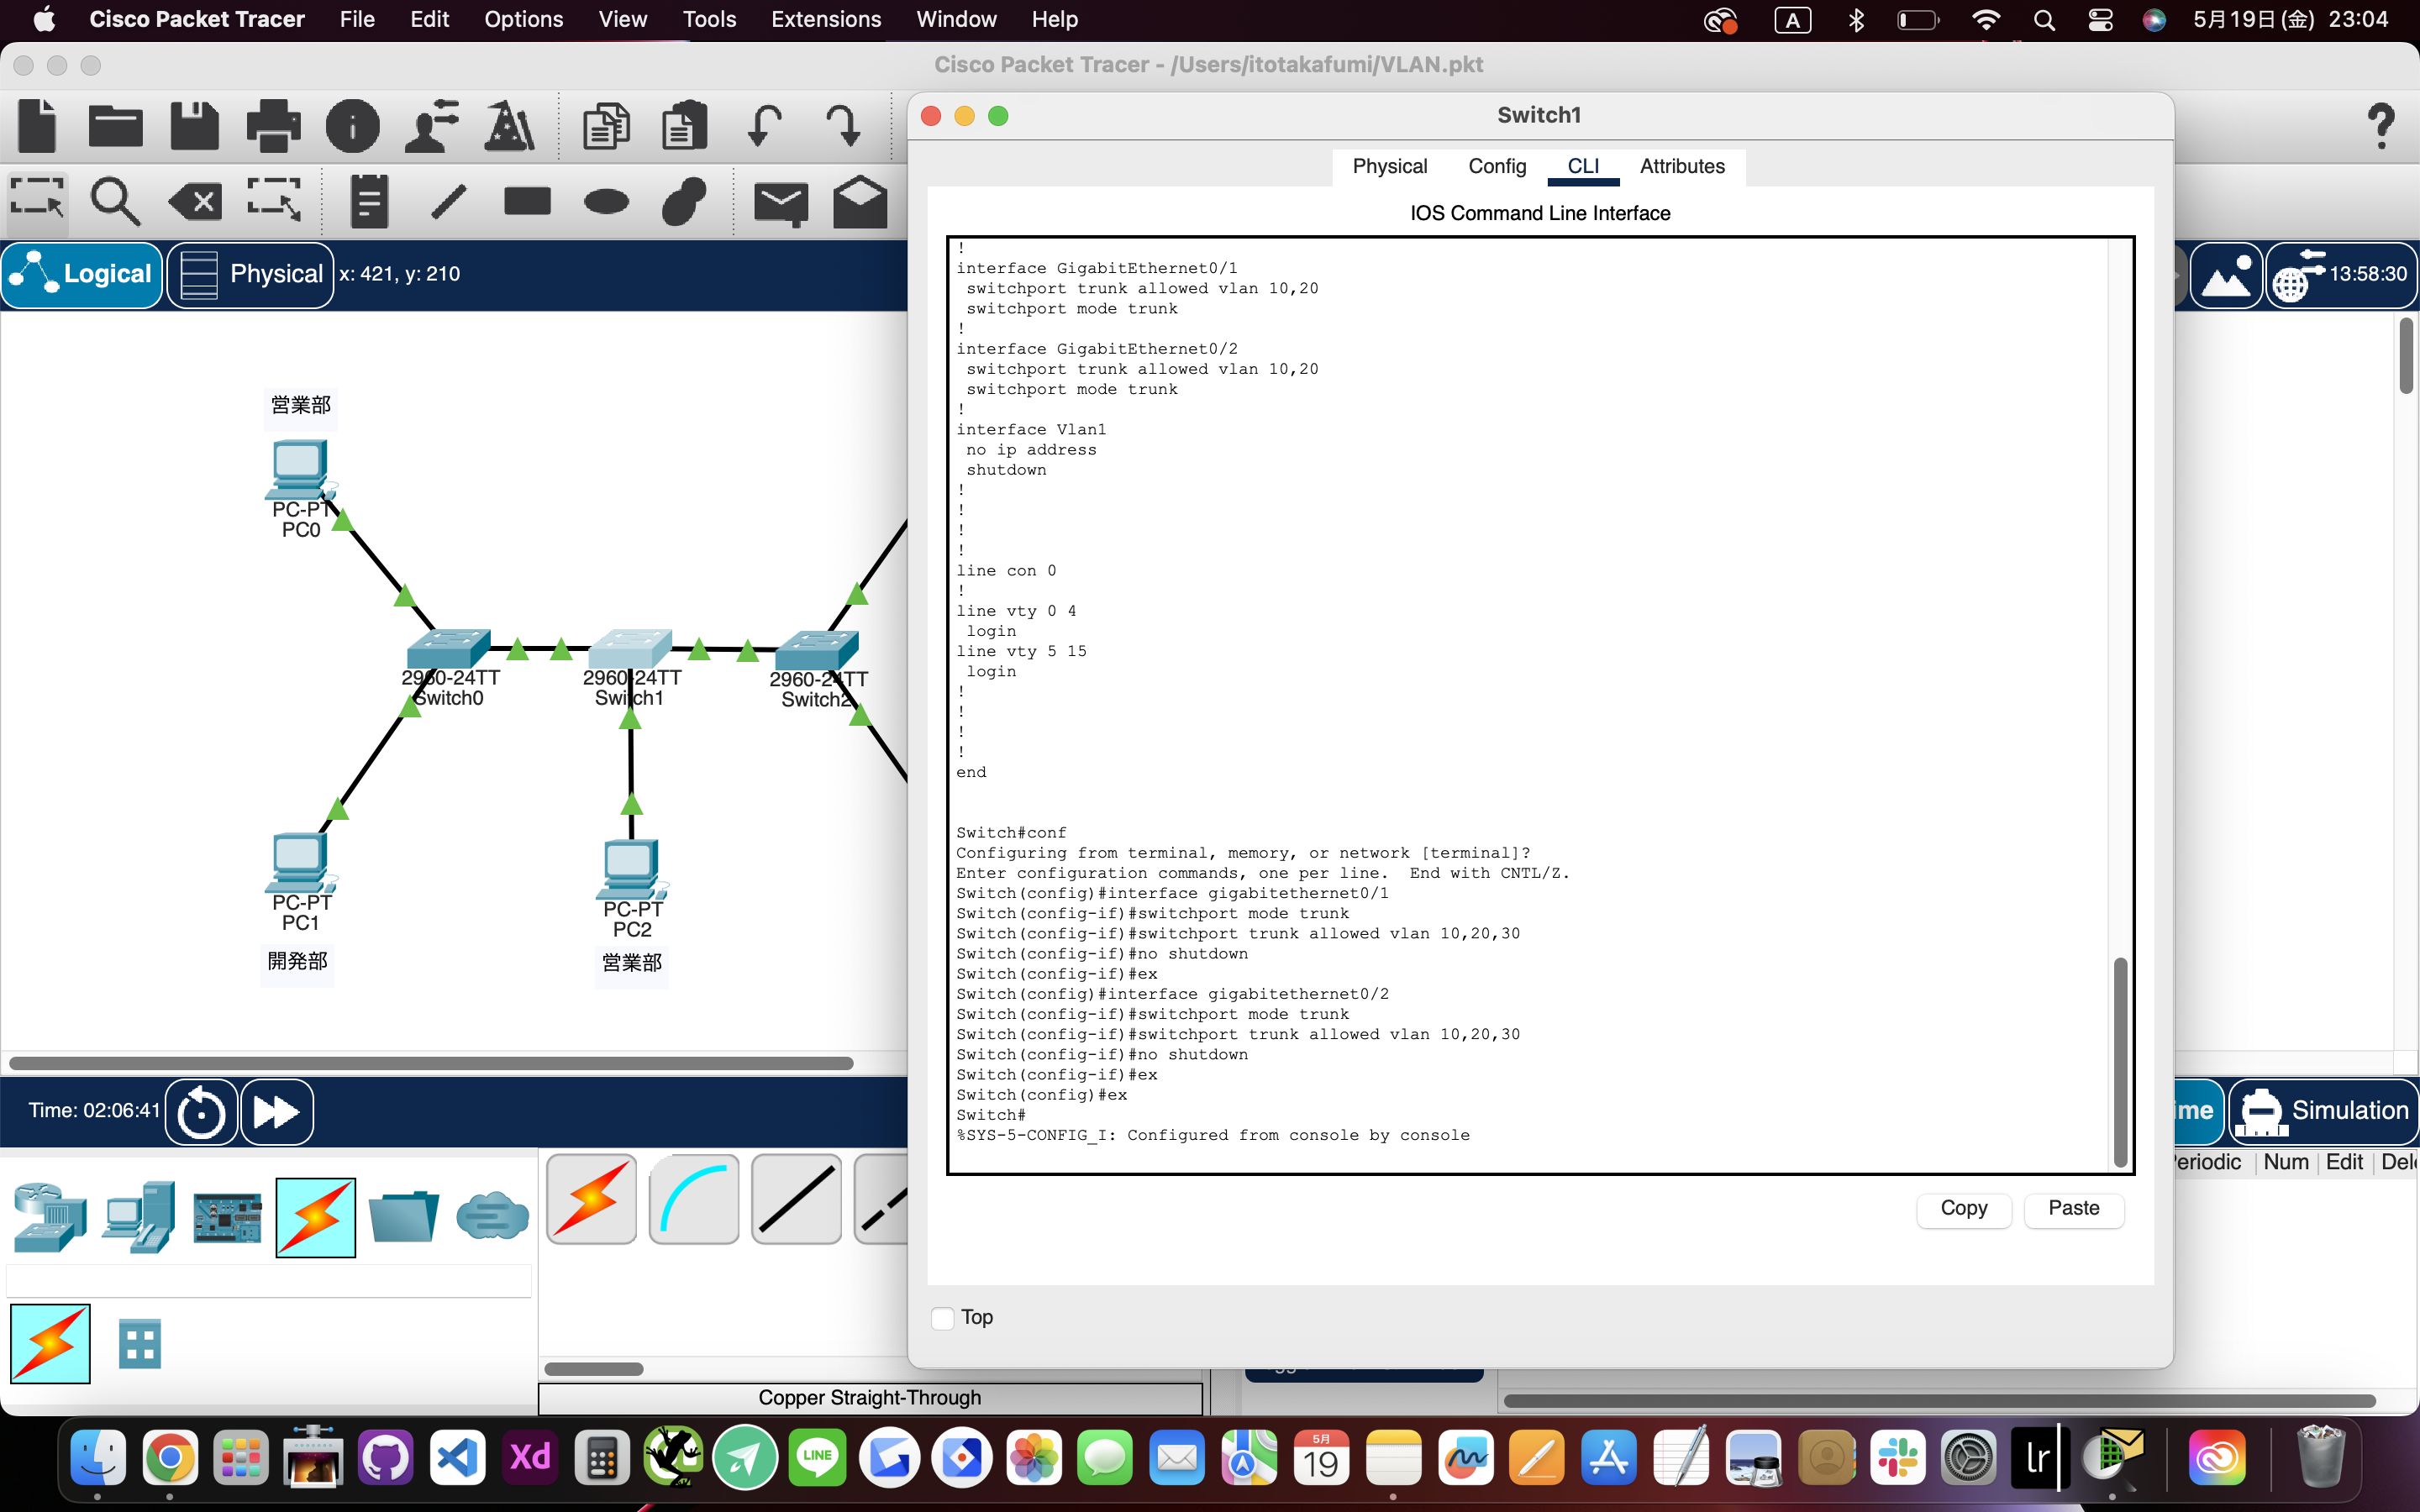 Cisco Packet Tracer File Edit Options View Tools Extensions Window Help
A 5月19日(金) 23:04
Cisco Packet Tracer - /Users/itotakafumi/VLAN.pkt
Logical Physical x: 421, y: 210
13:58:30
営業部
PC-PT
PC0
2960-24TT
Switch0
2960-24TT
Switch1
2960-24TT
Switch2
PC-PT
PC1
開発部
PC-PT
PC2
営業部
Time: 02:06:41
Simulation
Num Edit
Copper Straight-Through
Switch1
Physical Config CLI Attributes
IOS Command Line Interface
!
interface GigabitEthernet0/1
switchport trunk allowed vlan 10,20
switchport mode trunk
!
interface GigabitEthernet0/2
switchport trunk allowed vlan 10,20
switchport mode trunk
!
interface Vlan1
no ip address
shutdown
!
!
!
!
line con 0
!
line vty 0 4
login
line vty 5 15
login
!
!
!
!
end
Switch#conf
Configuring from terminal, memory, or network [terminal]?
Enter configuration commands, one per line. End with CNTL/Z.
Switch(config)#interface gigabitethernet0/1
Switch(config-if)#switchport mode trunk
Switch(config-if)#switchport trunk allowed vlan 10,20,30
Switch(config-if)#no shutdown
Switch(config-if)#ex
Switch(config)#interface gigabitethernet0/2
Switch(config-if)#switchport mode trunk
Switch(config-if)#switchport trunk allowed vlan 10,20,30
Switch(config-if)#no shutdown
Switch(config-if)#ex
Switch(config)#ex
Switch#
%SYS-5-CONFIG_I: Configured from console by console
Copy Paste
Top
Xd
LINE
5月
19
lr